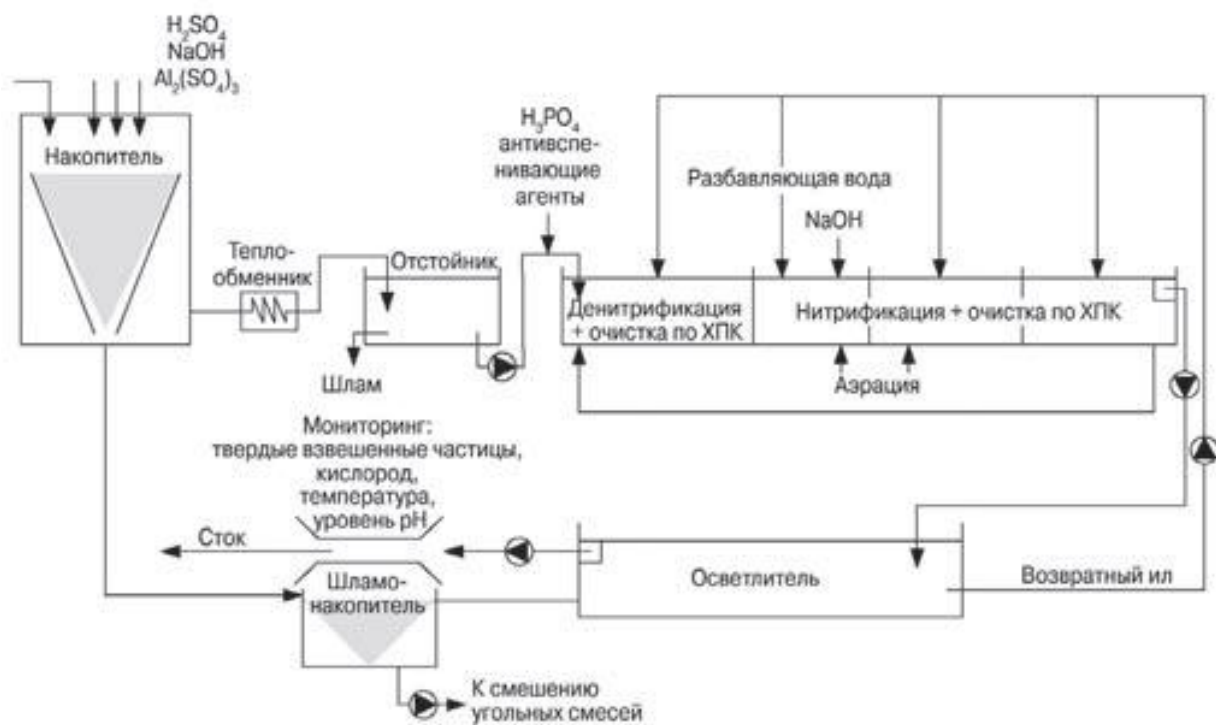 H₂SO₄
NaOH
Al₂(SO₄)₃
Накопитель
Тепло-
обменник
Отстойник
Шлам
H₃PO₄
антивспе-
нивающие
агенты
Разбавляющая вода
NaOH
Денитрификация
+ очистка по ХПК
Нитрификация + очистка по ХПК
Аэрация
Мониторинг:
твердые взвешенные частицы,
кислород,
температура,
уровень pH
Сток
Шламо-
накопитель
Осветлитель
Возвратный ил
К смешению
угольных смесей